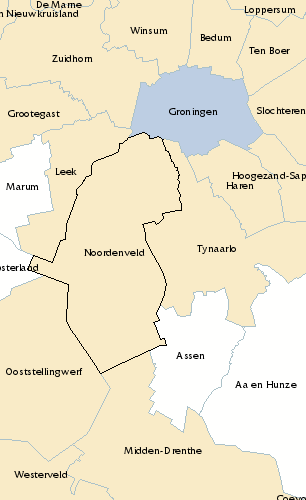 De Marne
Loppersum
n Nieuwkruisland
Winsum
Bedum
Ten Boer
Zuidhorn
Grootegast
Groningen
Slochteren
Leek
Hoogezand-Sap
Marum
Haren
Noordenveld
Tynaarlo
osterland
Assen
Ooststellingwerf
Aa en Hunze
Midden-Drenthe
Westerveld
Coevo